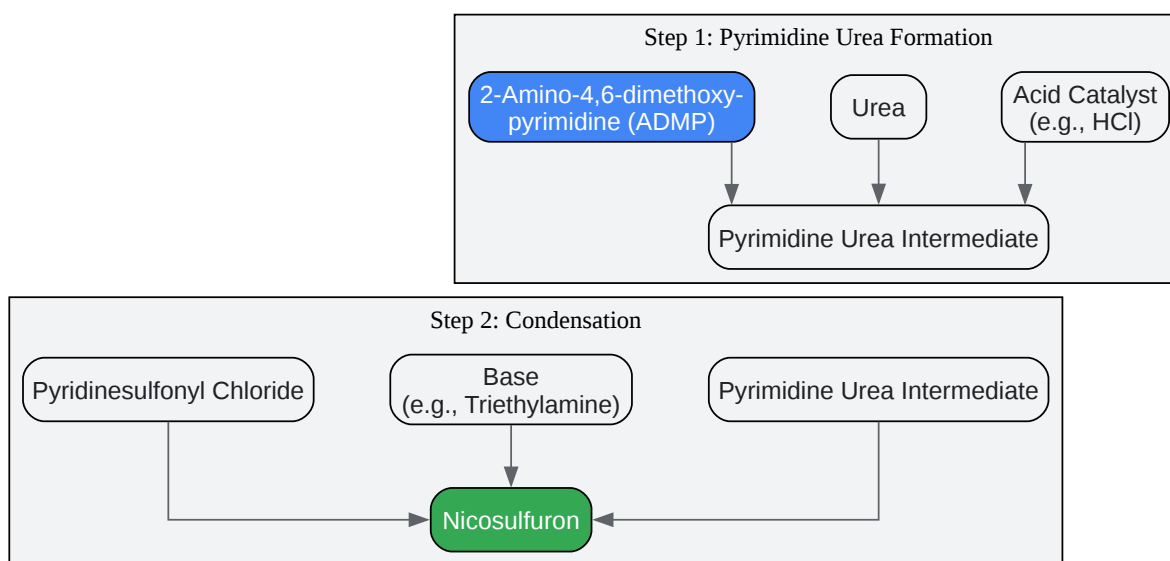 Step 1: Pyrimidine Urea Formation
2-Amino-4,6-dimethoxy-
pyrimidine (ADMP)
Urea
Acid Catalyst
(e.g., HCl)
Pyrimidine Urea Intermediate
Step 2: Condensation
Pyridinesulfonyl Chloride
Base
(e.g., Triethylamine)
Pyrimidine Urea Intermediate
Nicosulfuron